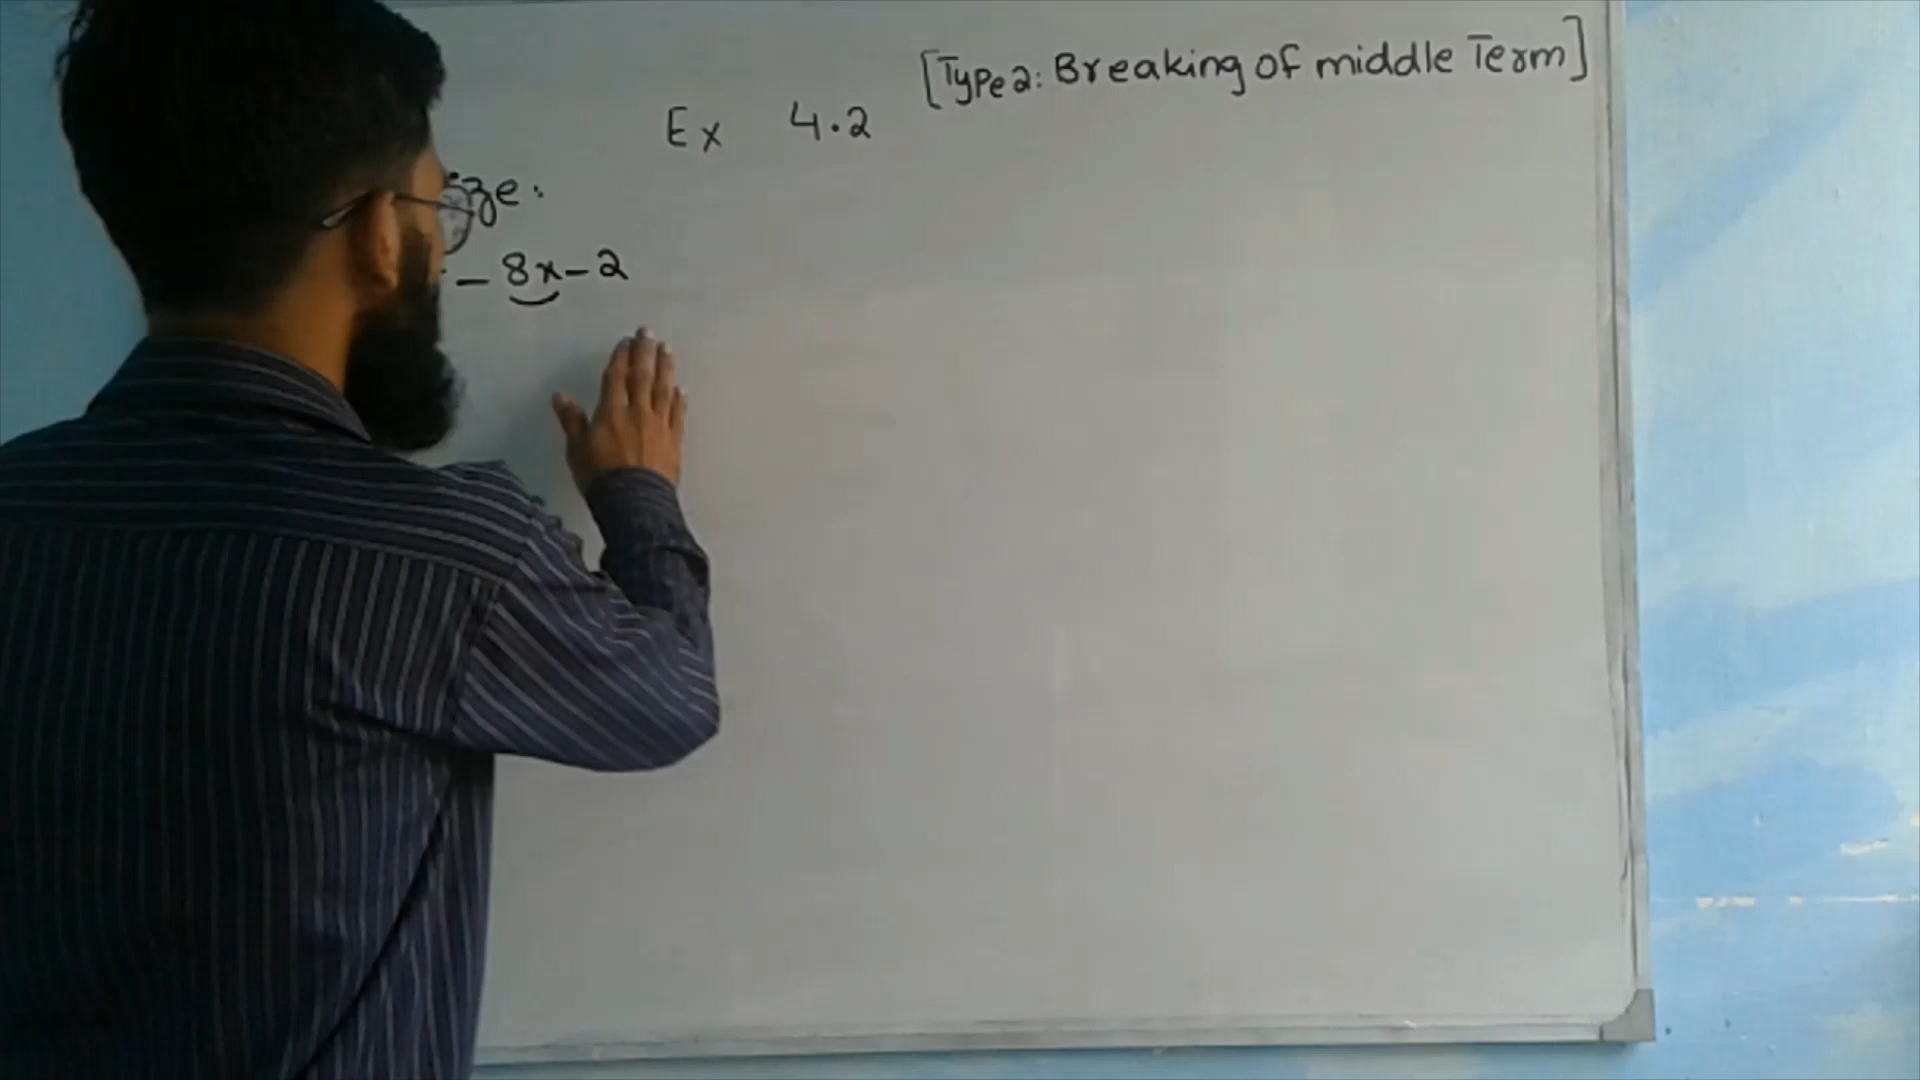 [Type 2: Breaking of middle Term]
Ex 4.2
ze:
- 8x - 2